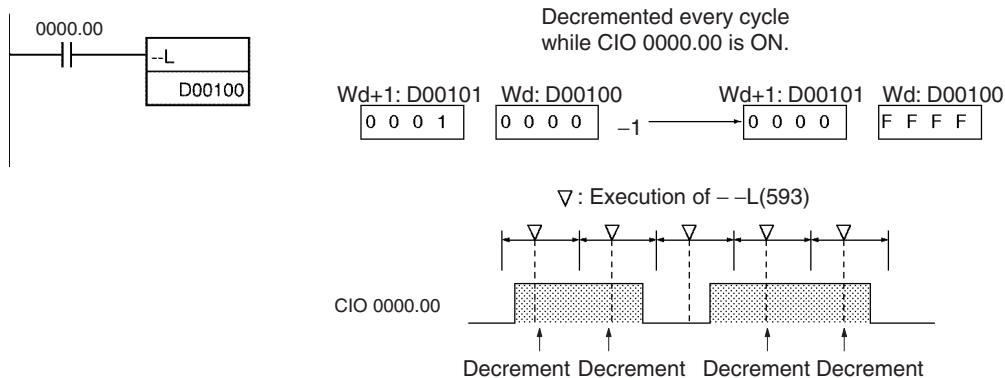 0000.00
--L
D00100
Decremented every cycle
while CIO 0000.00 is ON.
Wd+1: D00101 Wd: D00100 Wd+1: D00101 Wd: D00100
0 0 0 1 0 0 0 0 −1 0 0 0 0 F F F F
▽ : Execution of – –L(593)
CIO 0000.00
Decrement Decrement Decrement Decrement